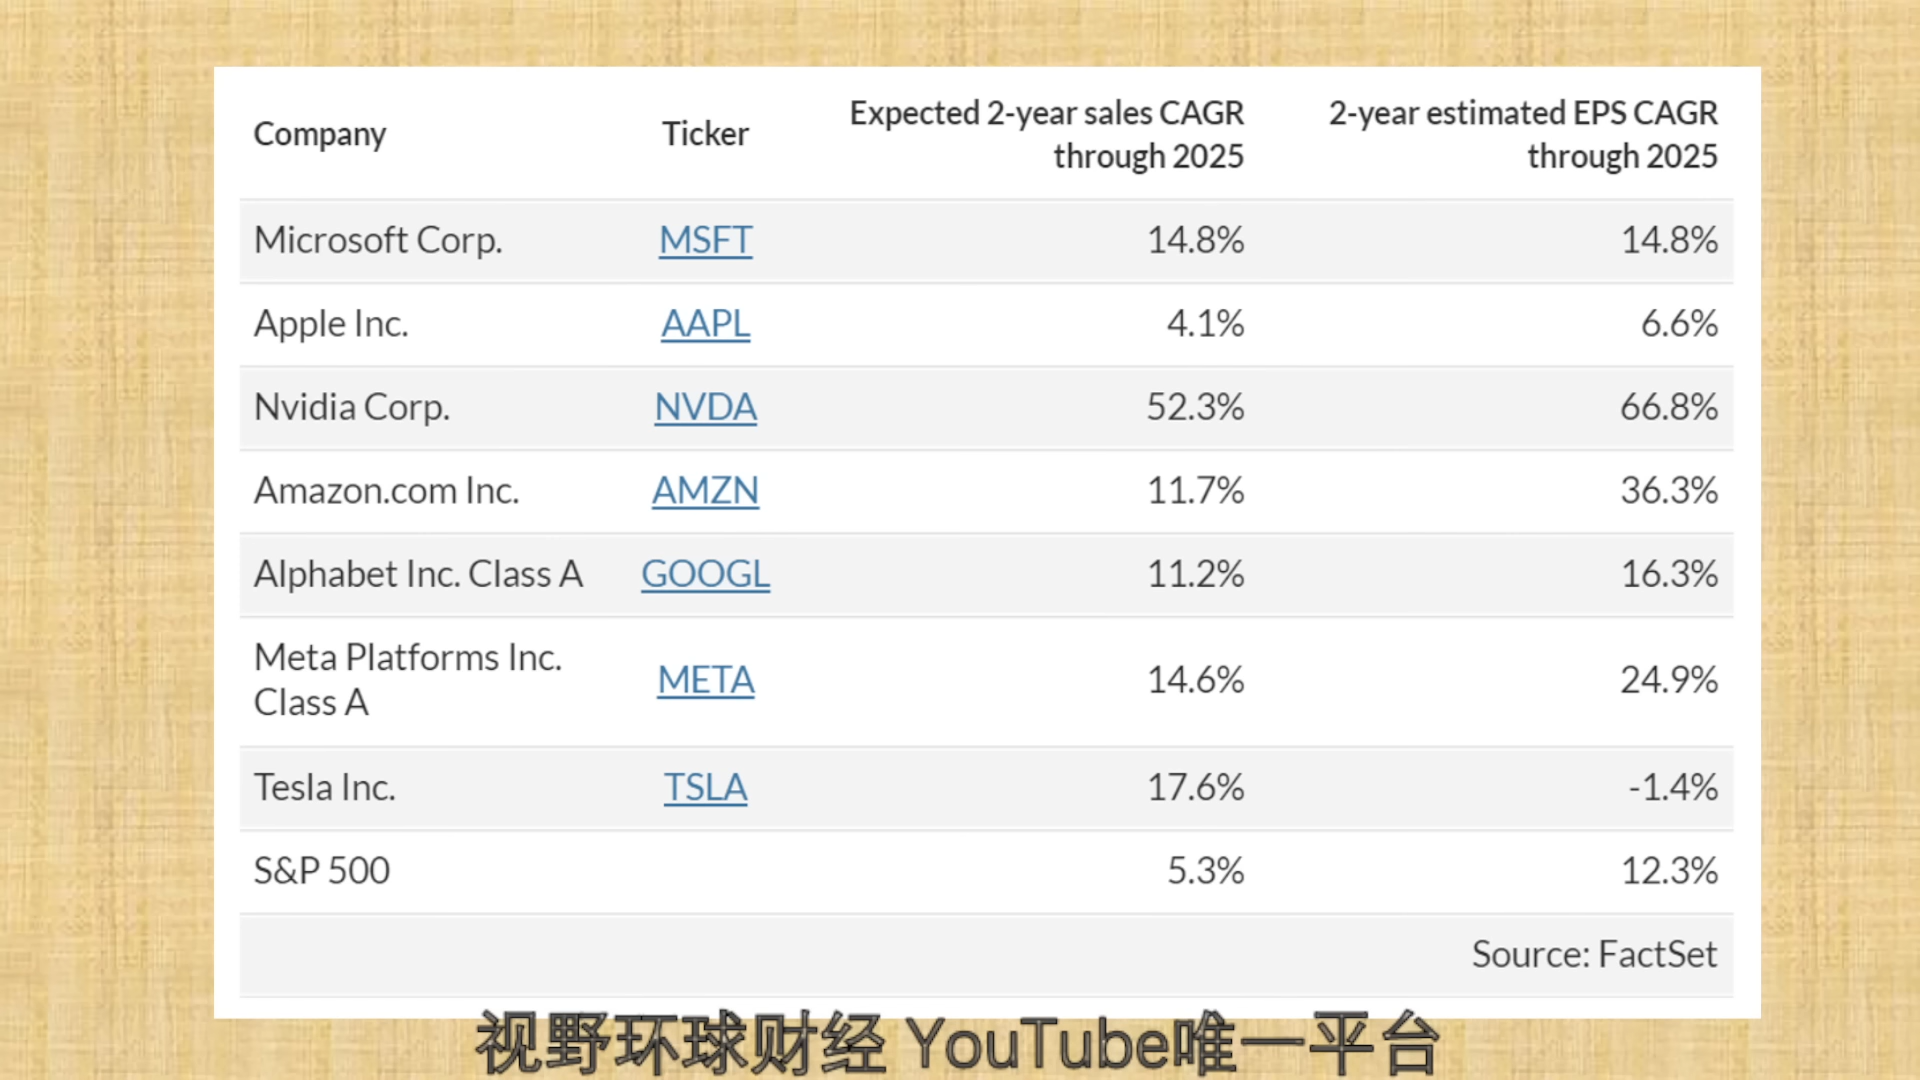 Company Ticker Expected 2-year sales CAGR through 2025 2-year estimated EPS CAGR through 2025
Microsoft Corp. MSFT 14.8% 14.8%
Apple Inc. AAPL 4.1% 6.6%
Nvidia Corp. NVDA 52.3% 66.8%
Amazon.com Inc. AMZN 11.7% 36.3%
Alphabet Inc. Class A GOOGL 11.2% 16.3%
Meta Platforms Inc. Class A META 14.6% 24.9%
Tesla Inc. TSLA 17.6% -1.4%
S&P 500 5.3% 12.3%
Source: FactSet
视野环球财经 YouTube唯一平台